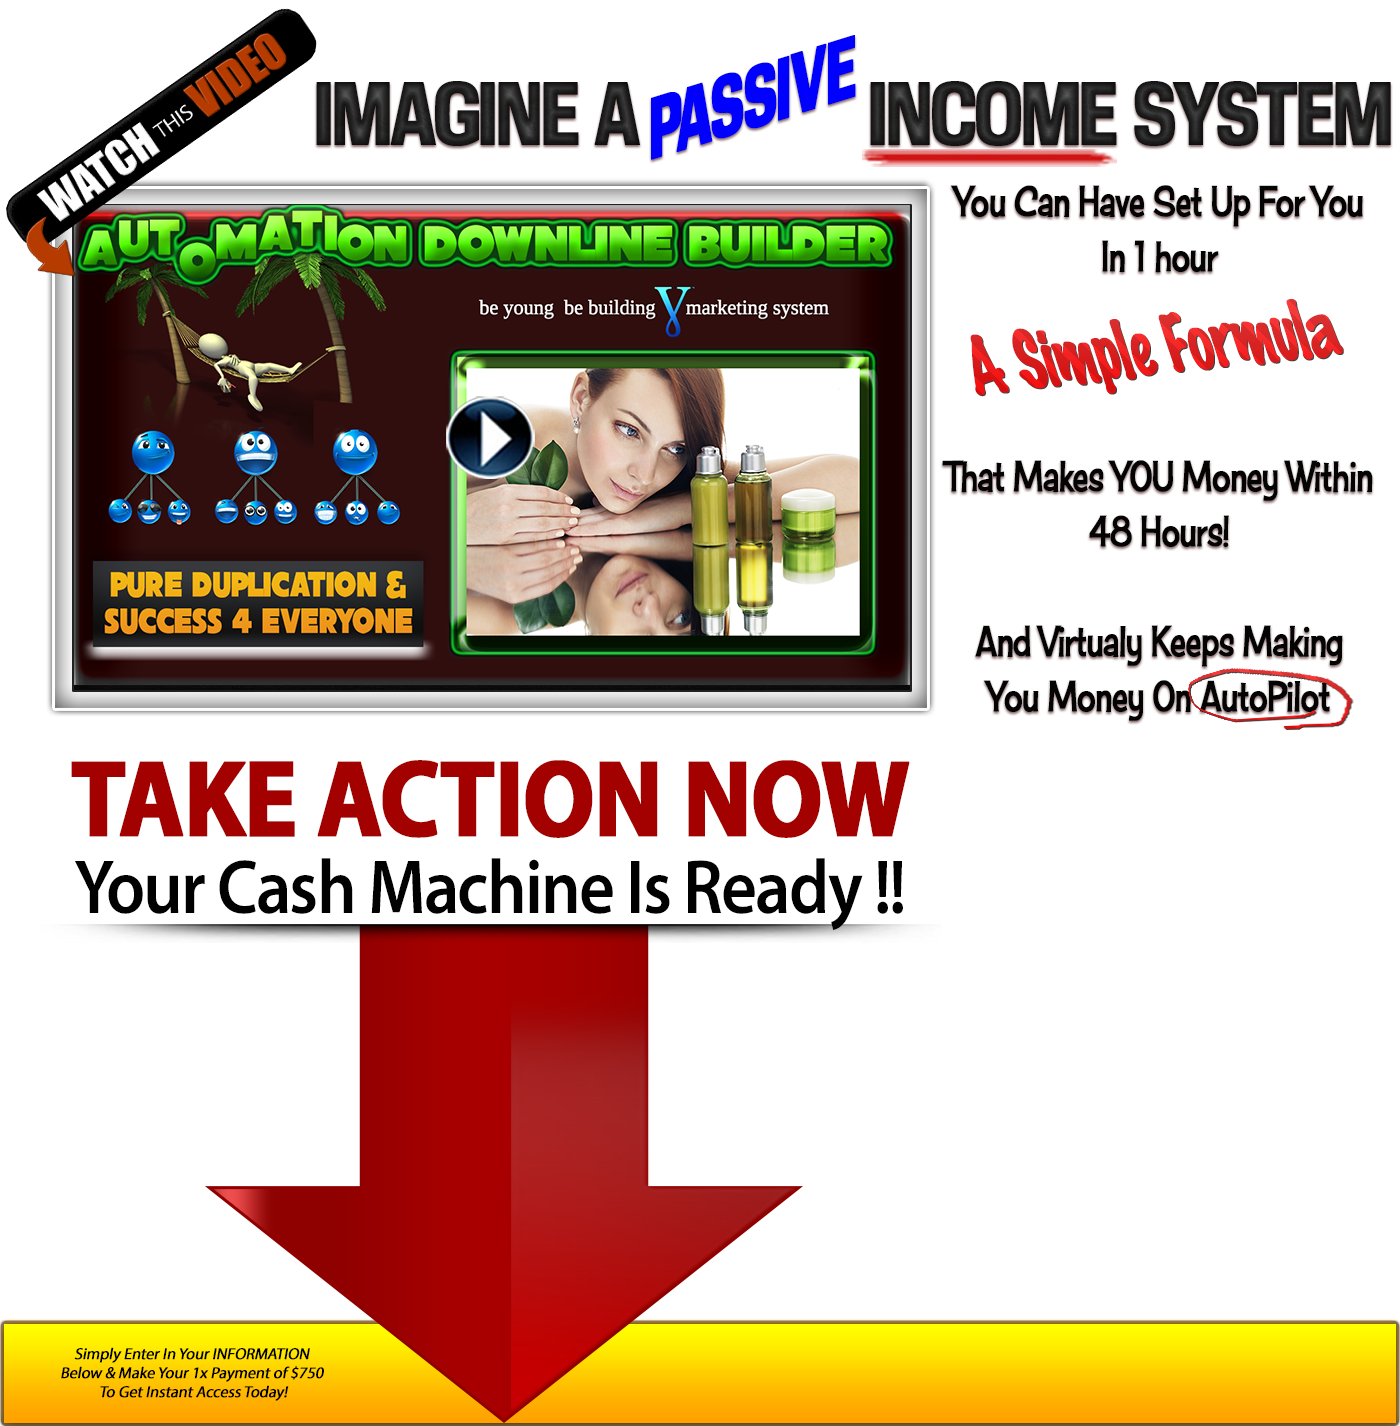 WATCH THIS VIDEO
IMAGINE A PASSIVE INCOME SYSTEM
AUTOMATION DOWNLINE BUILDER
be young be building Y marketing system
PURE DUPLICATION &
SUCCESS 4 EVERYONE
You Can Have Set Up For You
In 1 hour
A Simple Formula
That Makes YOU Money Within
48 Hours!
And Virtualy Keeps Making
You Money On AutoPilot
TAKE ACTION NOW
Your Cash Machine Is Ready !!
Simply Enter In Your INFORMATION
Below & Make Your 1x Payment of $750
To Get Instant Access Today!